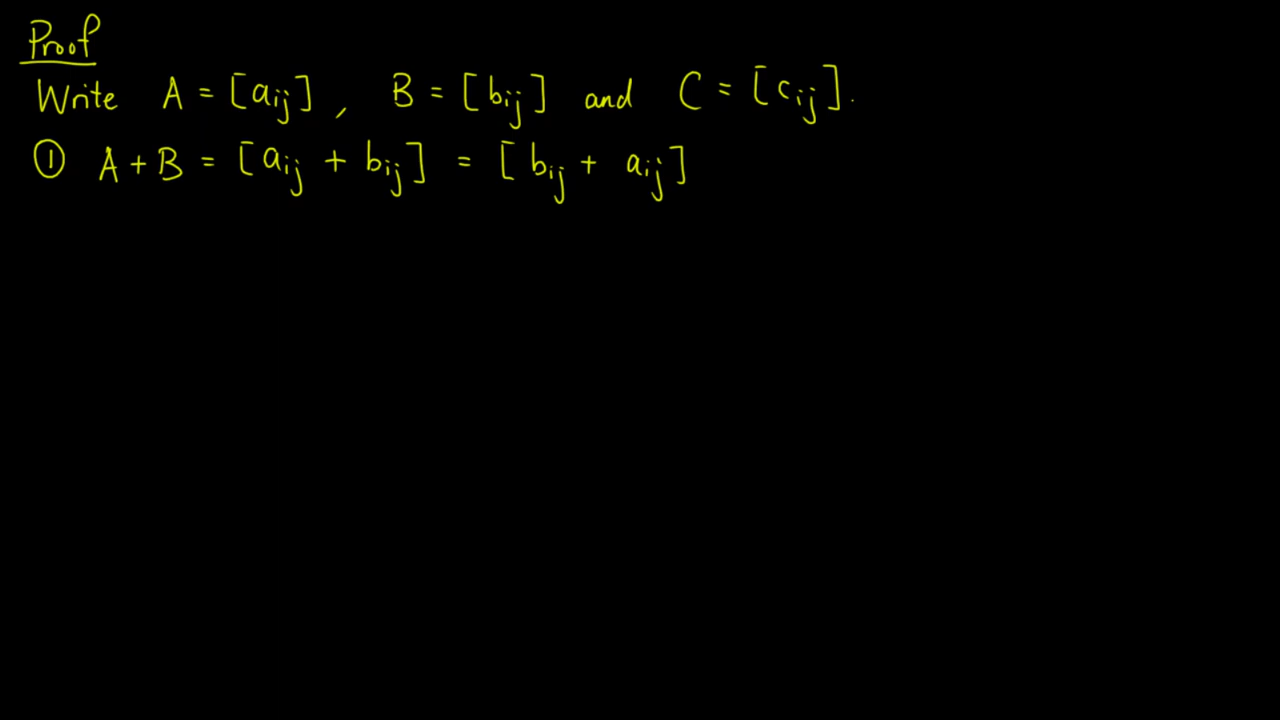 Proof
Write A = [aᵢⱼ], B = [bᵢⱼ] and C = [cᵢⱼ].
① A + B = [aᵢⱼ + bᵢⱼ] = [bᵢⱼ + aᵢⱼ]